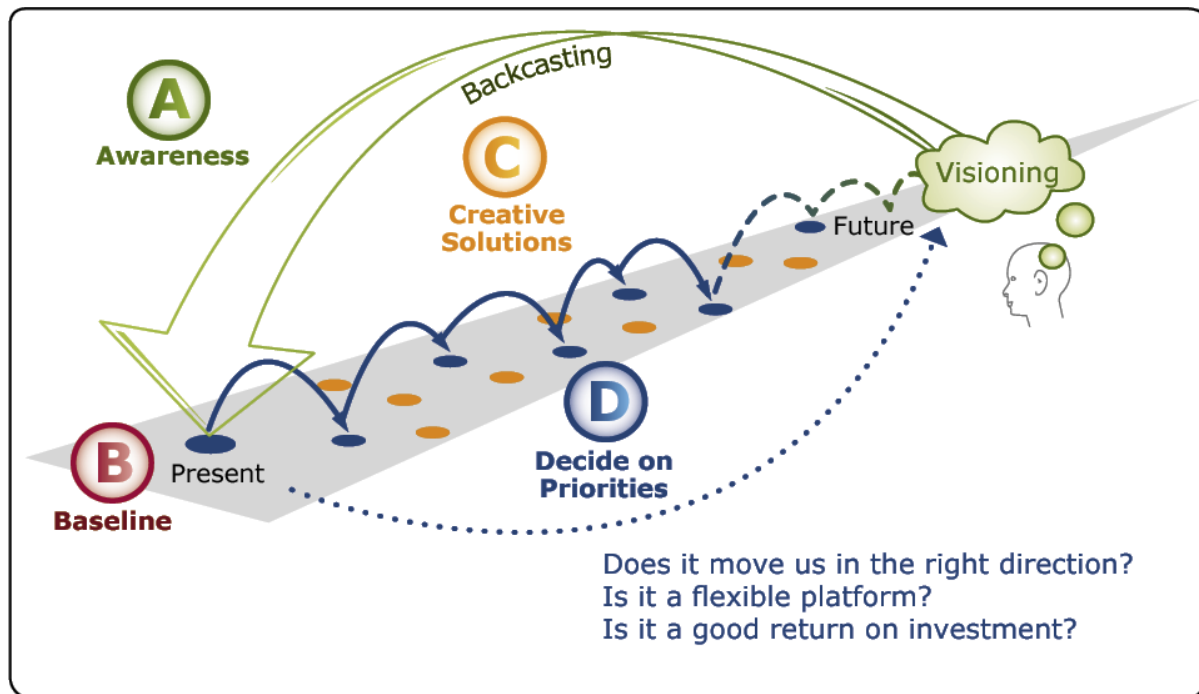 Backcasting
A
Awareness
C
Creative
Solutions
Visioning
Future
B
Baseline
Present
D
Decide on
Priorities
Does it move us in the right direction?
Is it a flexible platform?
Is it a good return on investment?